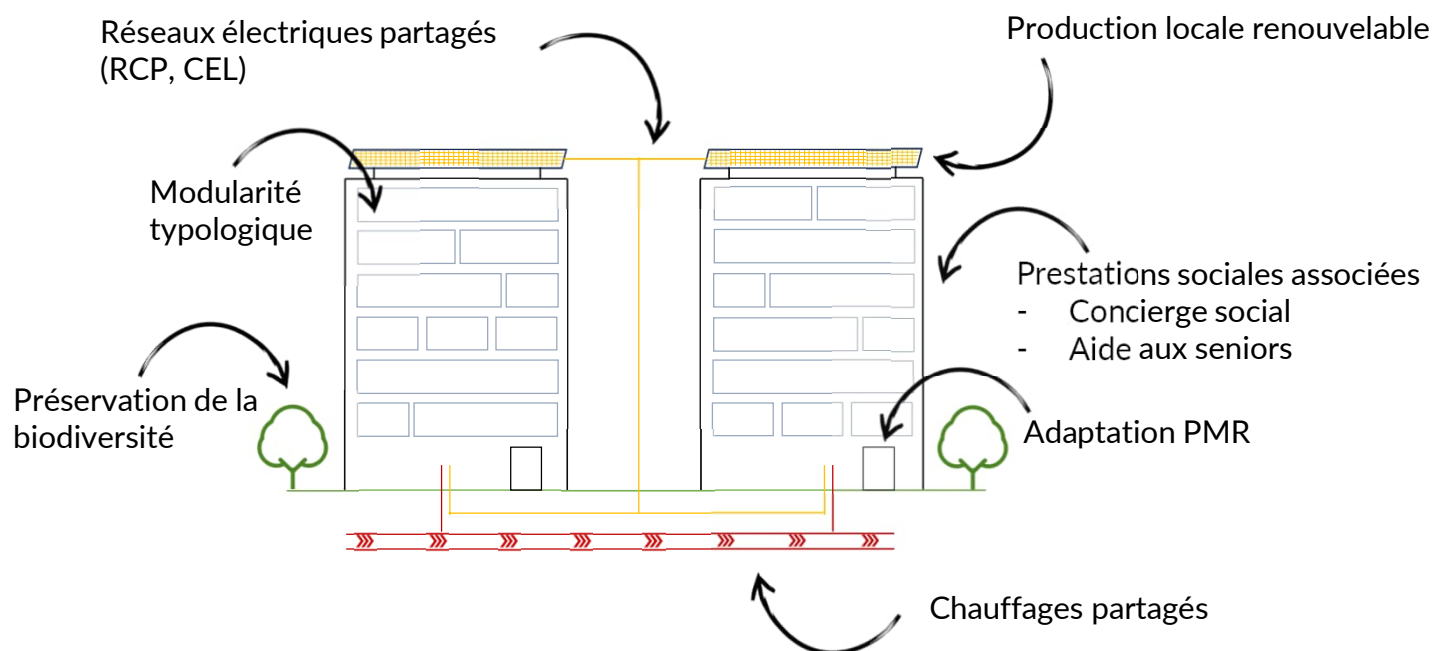 Réseaux électriques partagés
(RCP, CEL)
Production locale renouvelable
Modularité
typologique
Prestations sociales associées
- Concierge social
- Aide aux seniors
Préservation de la
biodiversité
Adaptation PMR
Chauffages partagés